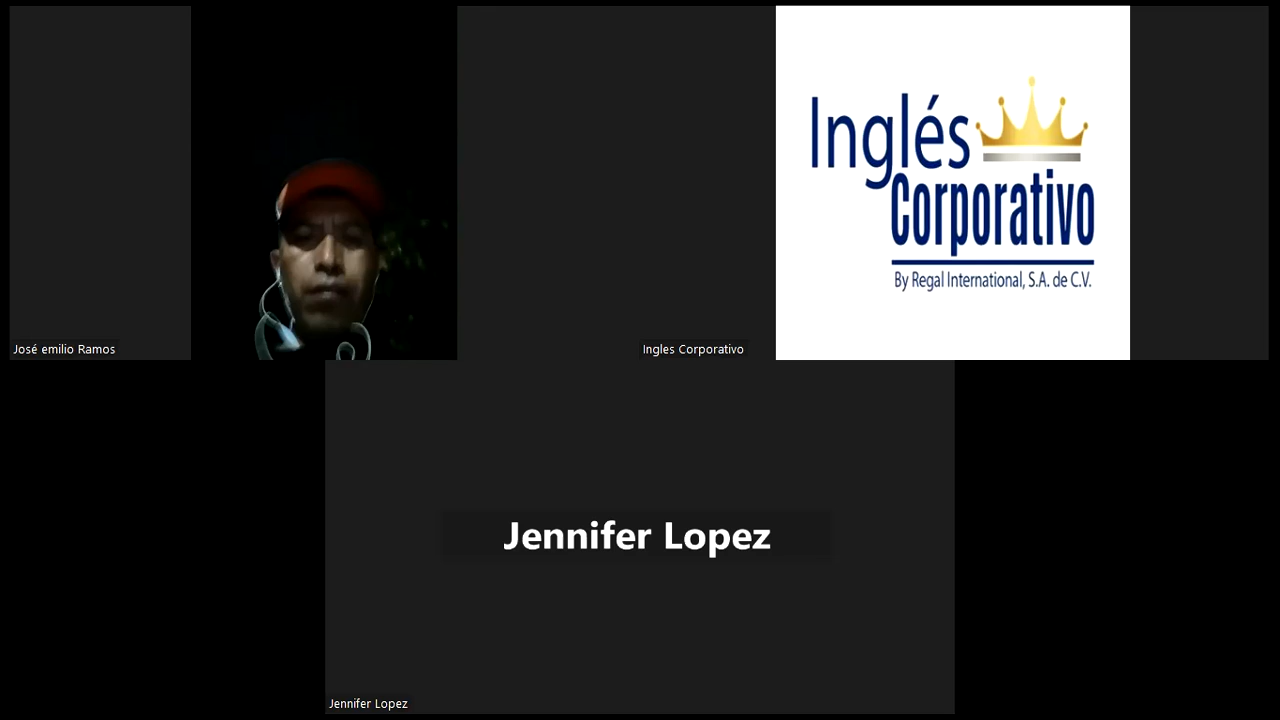 Inglés
Corporativo
By Regal International, S.A. de C.V.
José emilio Ramos
Ingles Corporativo
Jennifer Lopez
Jennifer Lopez